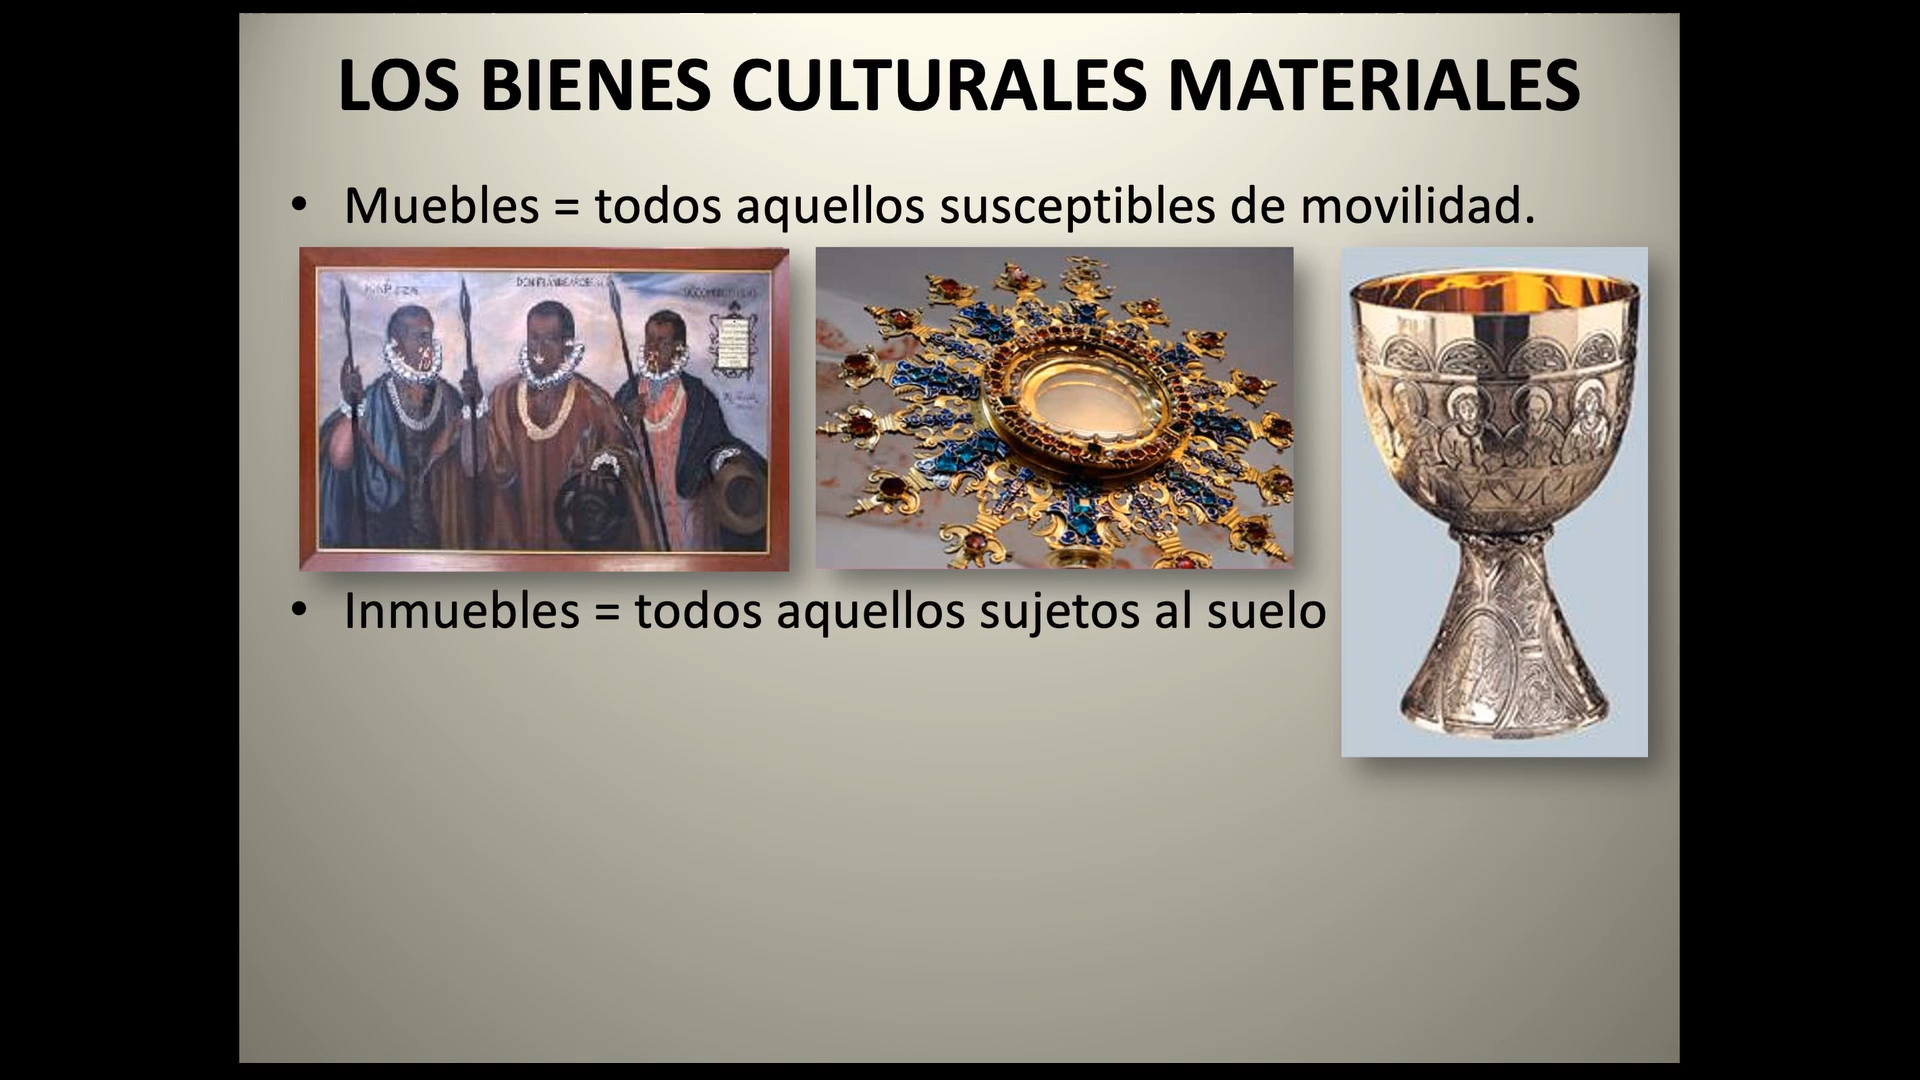 LOS BIENES CULTURALES MATERIALES
• Muebles = todos aquellos susceptibles de movilidad.
• Inmuebles = todos aquellos sujetos al suelo